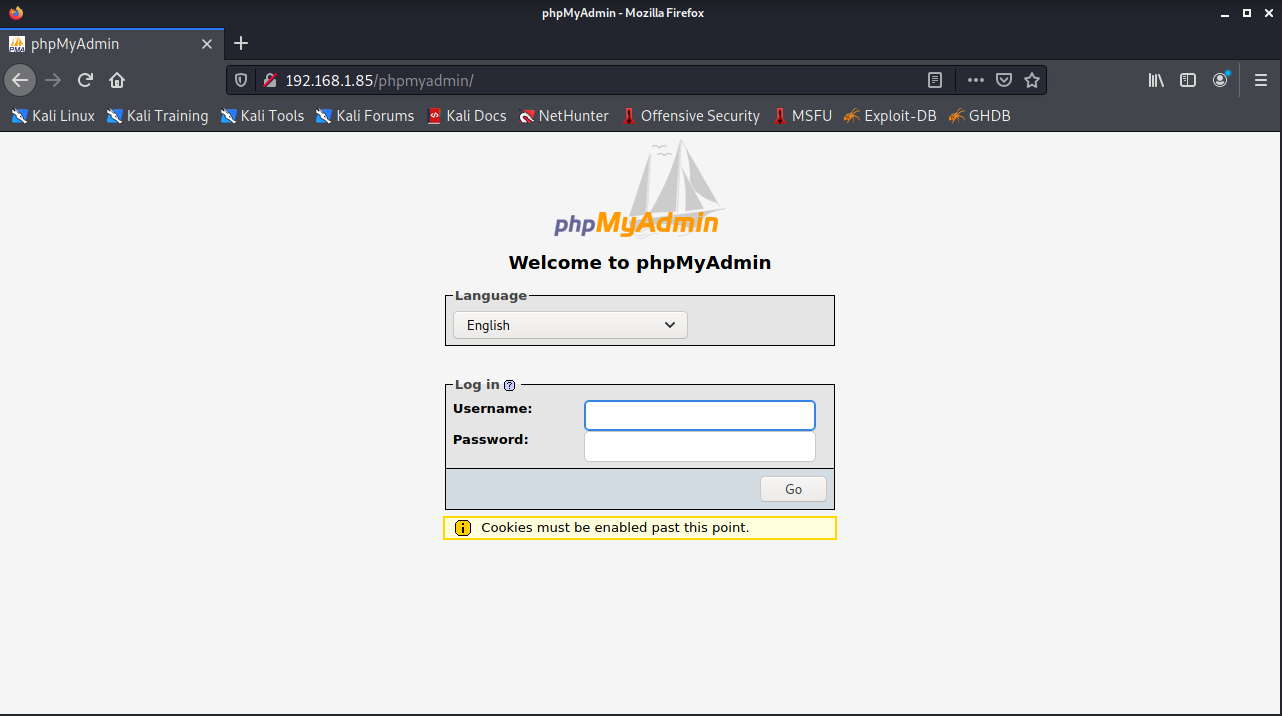 phpMyAdmin - Mozilla Firefox
PMA phpMyAdmin
192.168.1.85/phpmyadmin/
Kali Linux Kali Training Kali Tools Kali Forums Kali Docs NetHunter Offensive Security MSFU Exploit-DB GHDB
phpMyAdmin
Welcome to phpMyAdmin
Language
English
Log in ?
Username:
Password:
Go
Cookies must be enabled past this point.